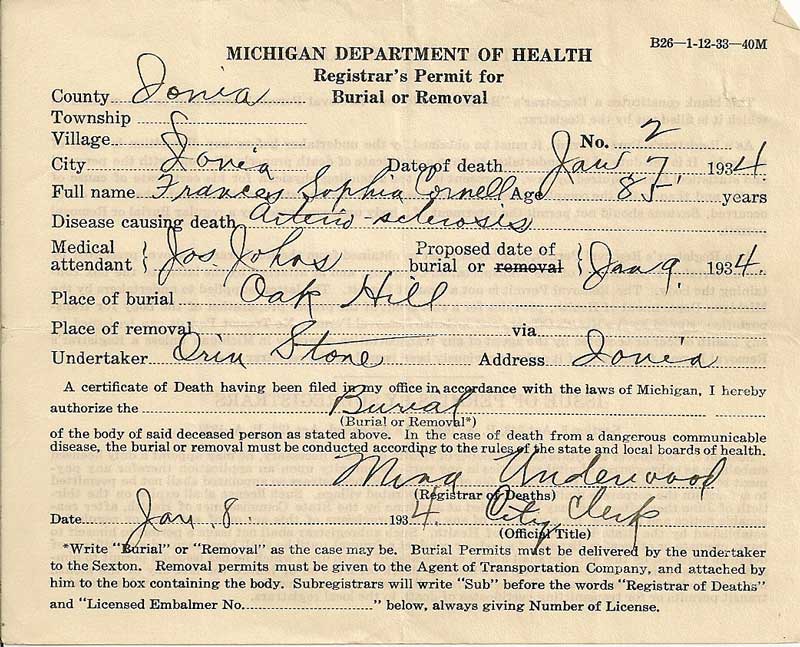 B26—1-12-33—40M
MICHIGAN DEPARTMENT OF HEALTH
Registrar's Permit for
Burial or Removal
County Ionia
Township
Village No. 2
City Ionia Date of death Jan 7, 1934
Full name Frances Sophia Cornell Age 85 years
Disease causing death Arterio-sclerosis
Medical attendant } Jos. Johns Proposed date of burial or removal } Jan 9. 1934.
Place of burial Oak Hill
Place of removal via
Undertaker Orin Stone Address Ionia
A certificate of Death having been filed in my office in accordance with the laws of Michigan, I hereby
authorize the Burial
(Burial or Removal*)
of the body of said deceased person as stated above. In the case of death from a dangerous communicable
disease, the burial or removal must be conducted according to the rules of the state and local boards of health.
Mina Underwood
(Registrar of Deaths)
Date Jan. 8. 1934. City Clerk
(Official Title)
*Write "Burial" or "Removal" as the case may be. Burial Permits must be delivered by the undertaker
to the Sexton. Removal permits must be given to the Agent of Transportation Company, and attached by
him to the box containing the body. Subregistrars will write "Sub" before the words "Registrar of Deaths"
and "Licensed Embalmer No. " below, always giving Number of License.